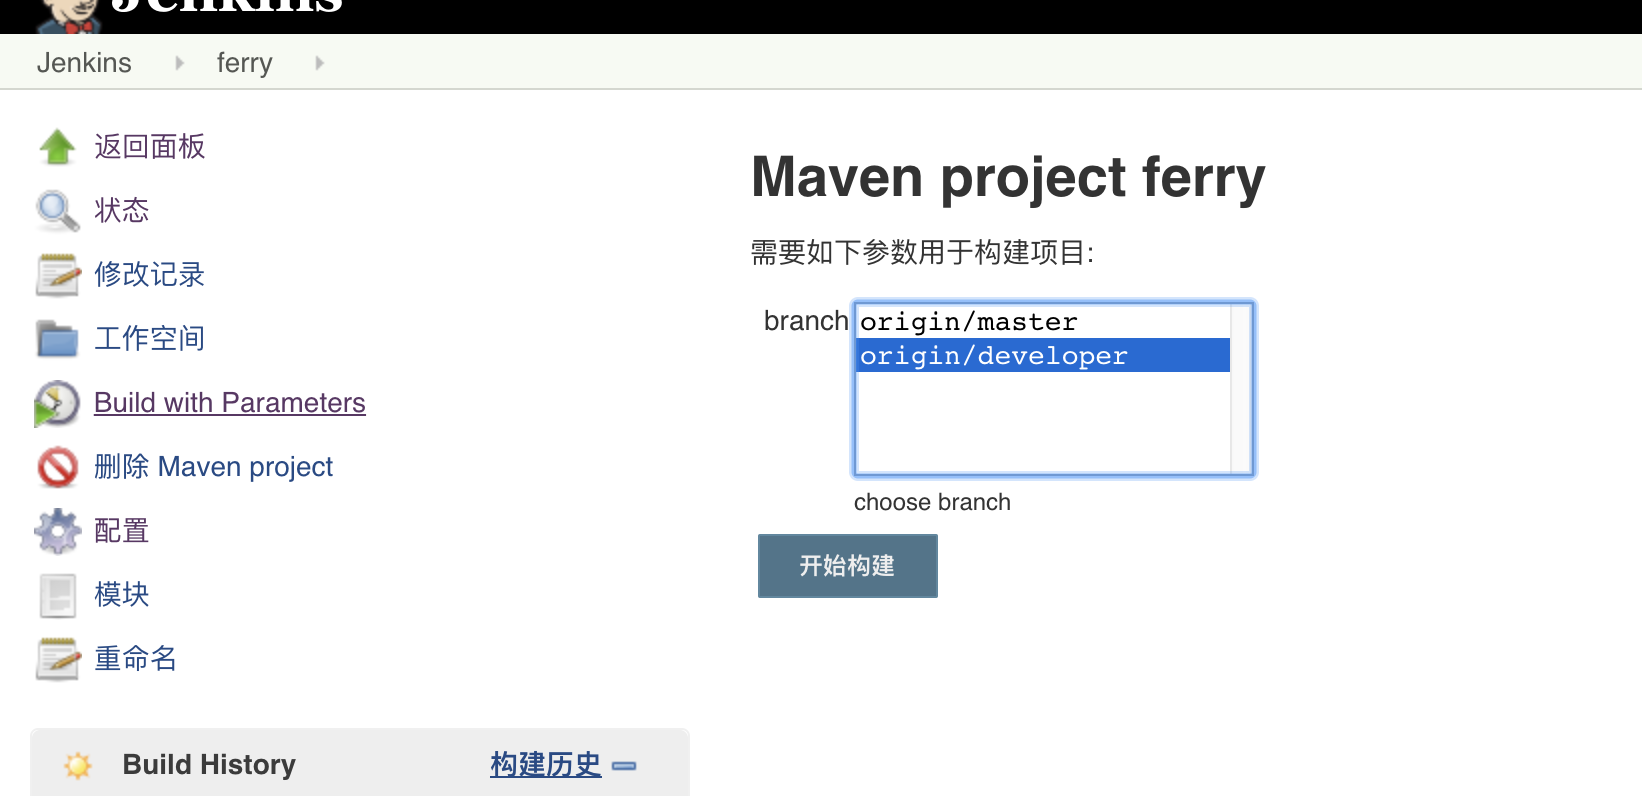 Jenkins
Jenkins ferry
返回面板
状态
修改记录
工作空间
Build with Parameters
删除 Maven project
配置
模块
重命名
Build History 构建历史
Maven project ferry
需要如下参数用于构建项目:
branch
origin/master
origin/developer
choose branch
开始构建